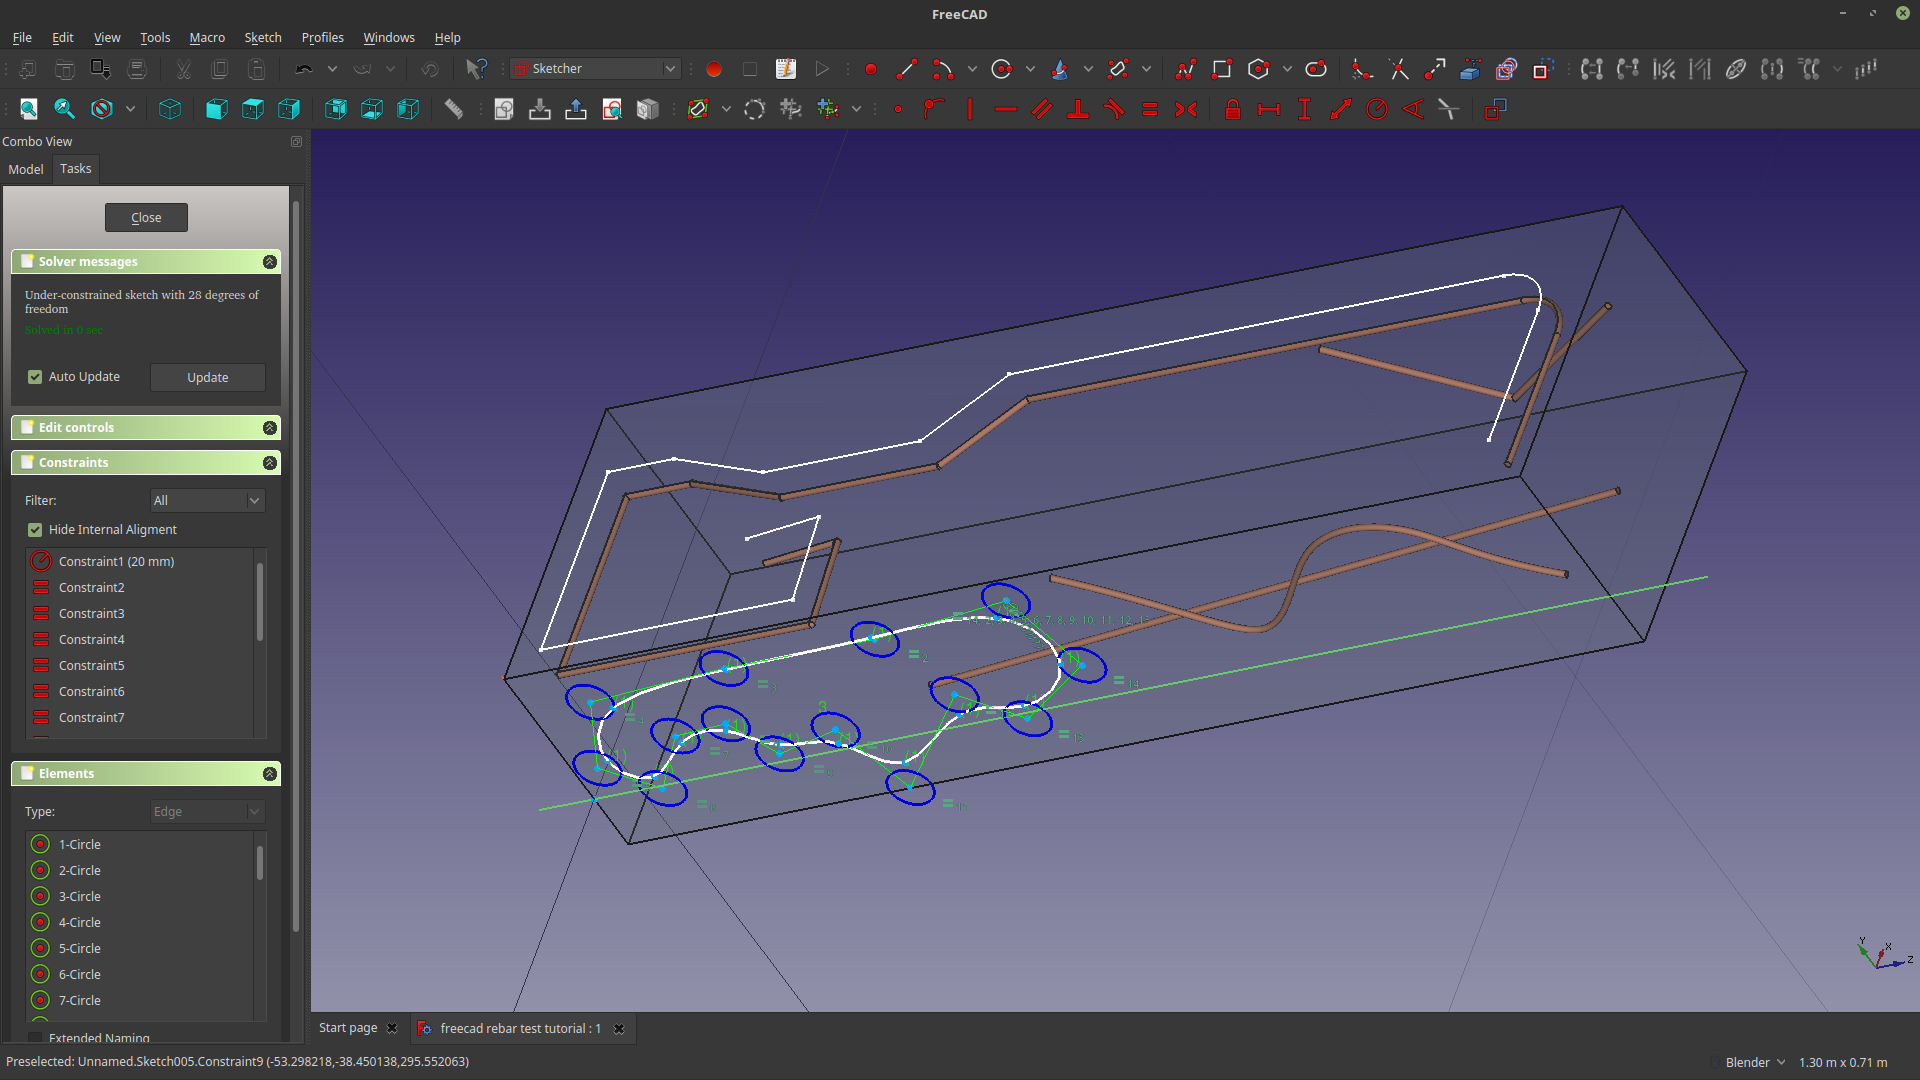 FreeCAD
File Edit View Tools Macro Sketch Profiles Windows Help
Sketcher
Combo View
Model Tasks
Close
Solver messages
Under-constrained sketch with 28 degrees of
freedom
Solved in 0 sec
Auto Update Update
Edit controls
Constraints
Filter: All
Hide Internal Aligment
Constraint1 (20 mm)
Constraint2
Constraint3
Constraint4
Constraint5
Constraint6
Constraint7
Elements
Type: Edge
1-Circle
2-Circle
3-Circle
4-Circle
5-Circle
6-Circle
7-Circle
Extended Naming
Y X Z
Start page freecad rebar test tutorial : 1
Preselected: Unnamed.Sketch005.Constraint9 (-53.298218,-38.450138,295.552063)
Blender 1.30 m x 0.71 m